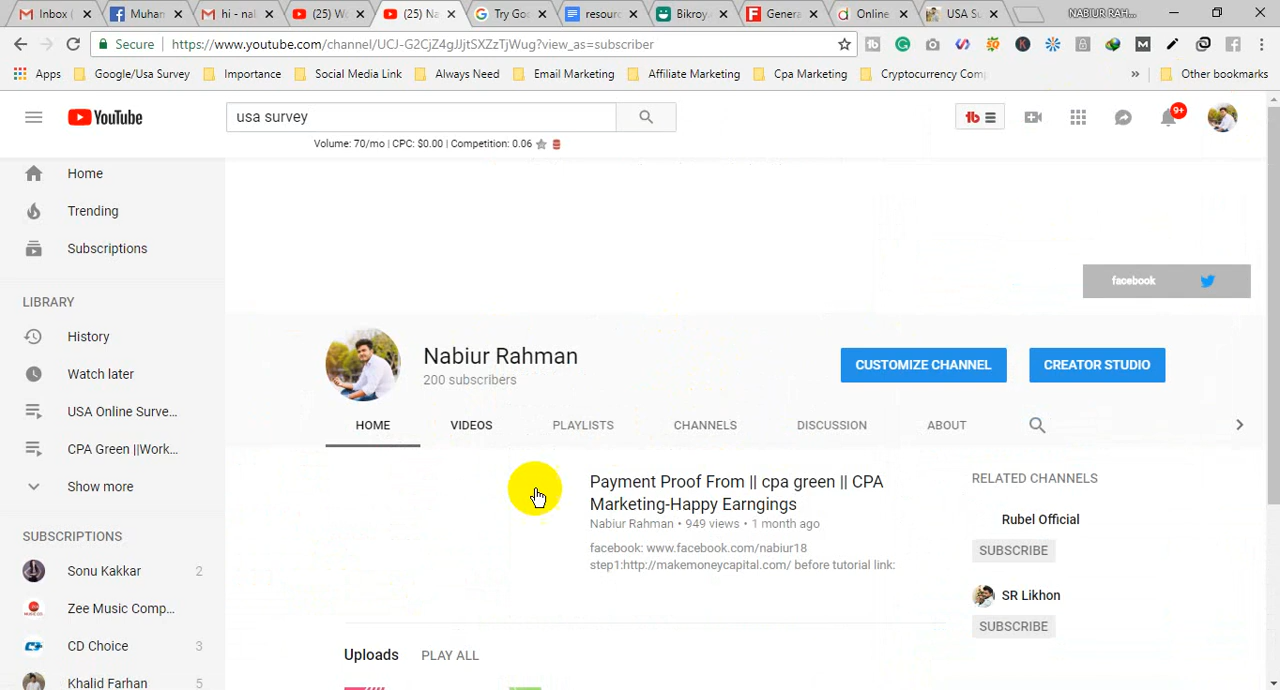 Inbox (
Muham
hi - nal
(25) Wo
(25) Na
Try Goo
resourc
Bikroy.
Genera
Online
USA Su
NABIUR RAH...
Secure
https://www.youtube.com/channel/UCJ-G2CjZ4gJJjtSXZzTjWug?view_as=subscriber
Apps
Google/Usa Survey
Importance
Social Media Link
Always Need
Email Marketing
Affiliate Marketing
Cpa Marketing
Cryptocurrency Com
»
Other bookmarks
YouTube
usa survey
9+
Volume: 70/mo | CPC: $0.00 | Competition: 0.06
Home
Trending
Subscriptions
facebook
LIBRARY
History
Watch later
USA Online Surve...
CPA Green ||Work...
Show more
SUBSCRIPTIONS
Sonu Kakkar 2
Zee Music Comp...
CD Choice 3
Khalid Farhan 5
Nabiur Rahman
200 subscribers
CUSTOMIZE CHANNEL
CREATOR STUDIO
HOME VIDEOS PLAYLISTS CHANNELS DISCUSSION ABOUT
Payment Proof From || cpa green || CPA
Marketing-Happy Earngings
Nabiur Rahman • 949 views • 1 month ago
facebook: www.facebook.com/nabiur18
step1:http://makemoneycapital.com/ before tutorial link:
RELATED CHANNELS
Rubel Official
SUBSCRIBE
SR Likhon
SUBSCRIBE
Uploads PLAY ALL